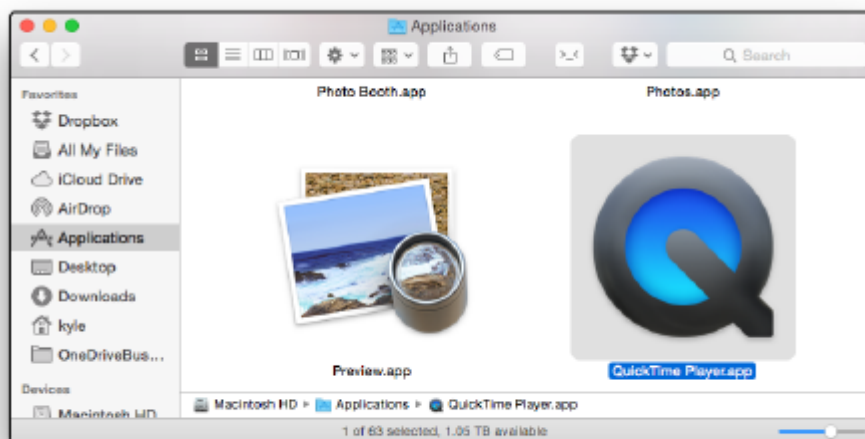 Applications
Search
Favorites
Dropbox
All My Files
iCloud Drive
AirDrop
Applications
Desktop
Downloads
kyle
OneDriveBus...
Devices
Macintosh HD
Photo Booth.app
Photos.app
Preview.app
QuickTime Player.app
Macintosh HD ▸ Applications ▸ QuickTime Player.app
1 of 63 selected, 1.05 TB available